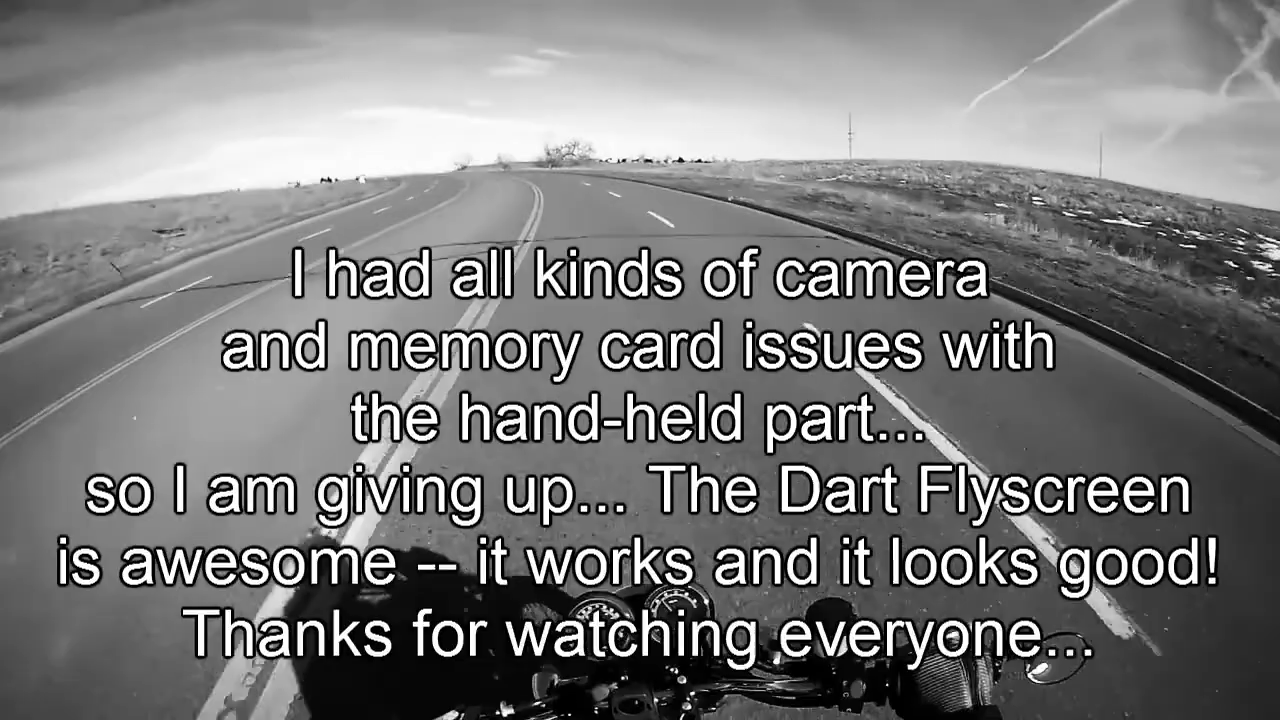 I had all kinds of camera
and memory card issues with
the hand-held part...
so I am giving up... The Dart Flyscreen
is awesome -- it works and it looks good!
Thanks for watching everyone...